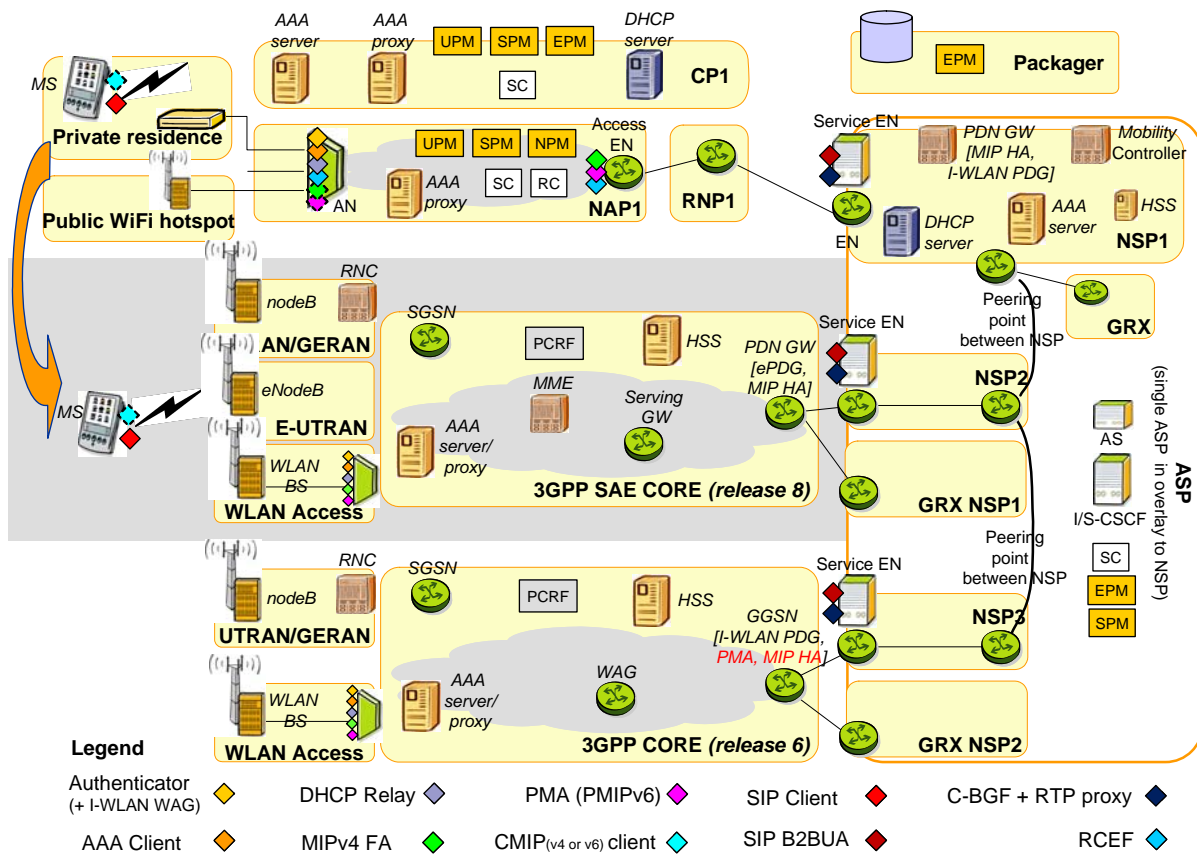 AAA
server
AAA
proxy
UPM
SPM
EPM
DHCP
server
SC
CP1
EPM
Packager
MS
Private residence
Public WiFi hotspot
AN
UPM
SPM
NPM
AAA
proxy
SC
RC
Access
EN
NAP1
RNP1
Service EN
EN
PDN GW
[MIP HA,
I-WLAN PDG]
Mobility
Controller
DHCP
server
AAA
server
HSS
NSP1
Peering
point
between NSP
GRX
MS
nodeB
RNC
AN/GERAN
eNodeB
E-UTRAN
WLAN
BS
WLAN Access
SGSN
PCRF
HSS
MME
Serving
GW
AAA
server/
proxy
PDN GW
[ePDG,
MIP HA]
3GPP SAE CORE (release 8)
Service EN
NSP2
GRX NSP1
Peering
point
between NSP
AS
I/S-CSCF
SC
EPM
SPM
(single ASP in overlay to NSP)
ASP
nodeB
RNC
UTRAN/GERAN
WLAN
BS
WLAN Access
SGSN
PCRF
HSS
WAG
AAA
server/
proxy
GGSN
[I-WLAN PDG,
PMA, MIP HA]
3GPP CORE (release 6)
Service EN
NSP3
GRX NSP2
Legend
Authenticator
(+ I-WLAN WAG)
DHCP Relay
PMA (PMIPv6)
SIP Client
C-BGF + RTP proxy
AAA Client
MIPv4 FA
CMIP(v4 or v6) client
SIP B2BUA
RCEF